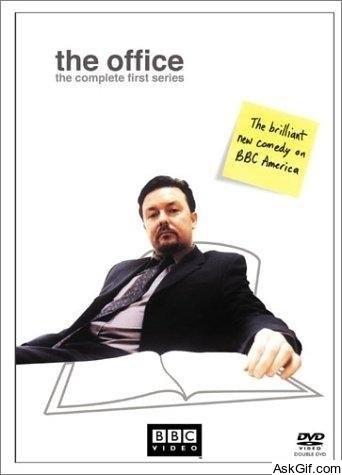 the office
the complete first series
The brilliant
new comedy on
BBC America
BBC
VIDEO
DVD
VIDEO
DOUBLE DVD
AskGif.com